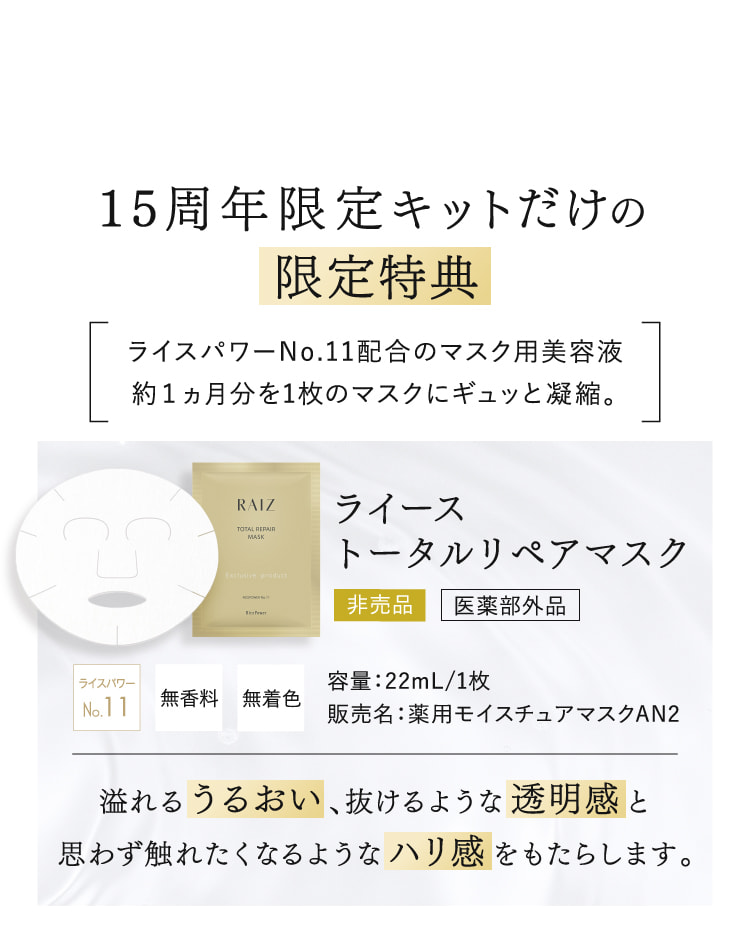 15周年限定キットだけの
限定特典
ライスパワーNo.11配合のマスク用美容液
約1ヵ月分を1枚のマスクにギュッと凝縮。
RAIZ
TOTAL REPAIR
MASK
Exclusive product
RICEPOWER No.11
Rice Power
ライース
トータルリペアマスク
非売品
医薬部外品
ライスパワー
No.11
無香料
無着色
容量：22mL/1枚
販売名：薬用モイスチュアマスクAN2
溢れるうるおい、抜けるような透明感と
思わず触れたくなるようなハリ感をもたらします。